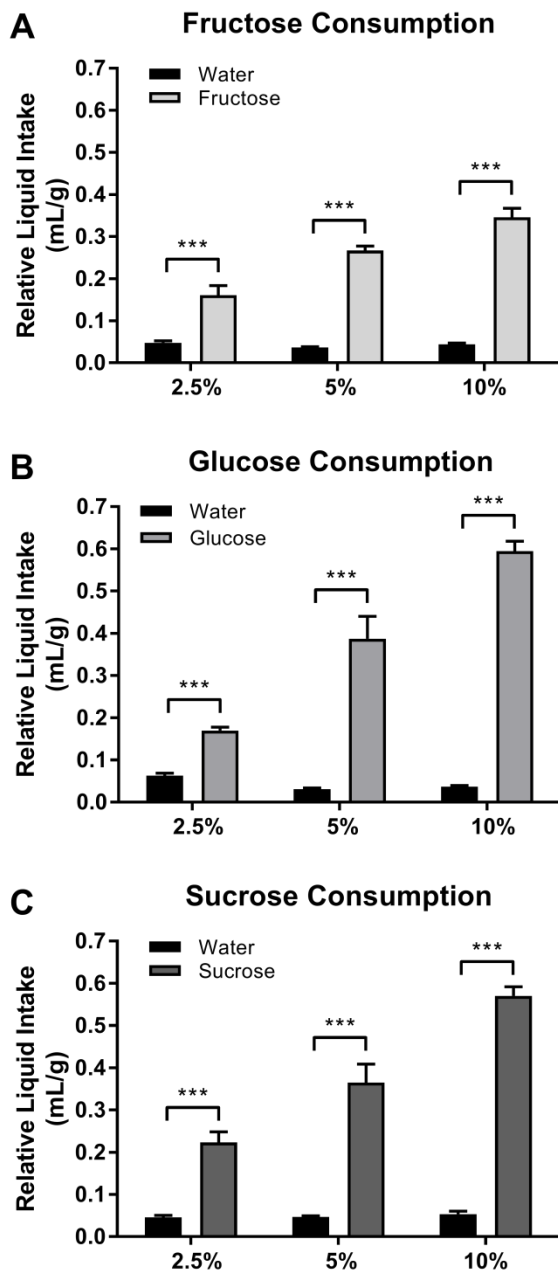 A
Fructose Consumption
Water
Fructose
Relative Liquid Intake
(mL/g)
0.7
0.6
0.5
0.4
0.3
0.2
0.1
0.0
***
***
***
2.5%
5%
10%
B
Glucose Consumption
Water
Glucose
Relative Liquid Intake
(mL/g)
0.7
0.6
0.5
0.4
0.3
0.2
0.1
0.0
***
***
***
2.5%
5%
10%
C
Sucrose Consumption
Water
Sucrose
Relative Liquid Intake
(mL/g)
0.7
0.6
0.5
0.4
0.3
0.2
0.1
0.0
***
***
***
2.5%
5%
10%